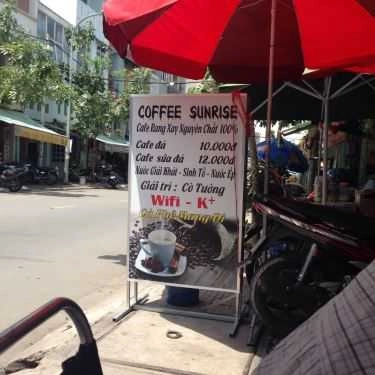 COFFEE SUNRISE
Cafe Rang Xay Nguyên Chất 100%
Cafe đá 10.000đ
Cafe sữa đá 12.000đ
Nước Giải Khát - Sinh Tố - Nước Ép
Giải trí : Cờ Tướng
Wifi - K+